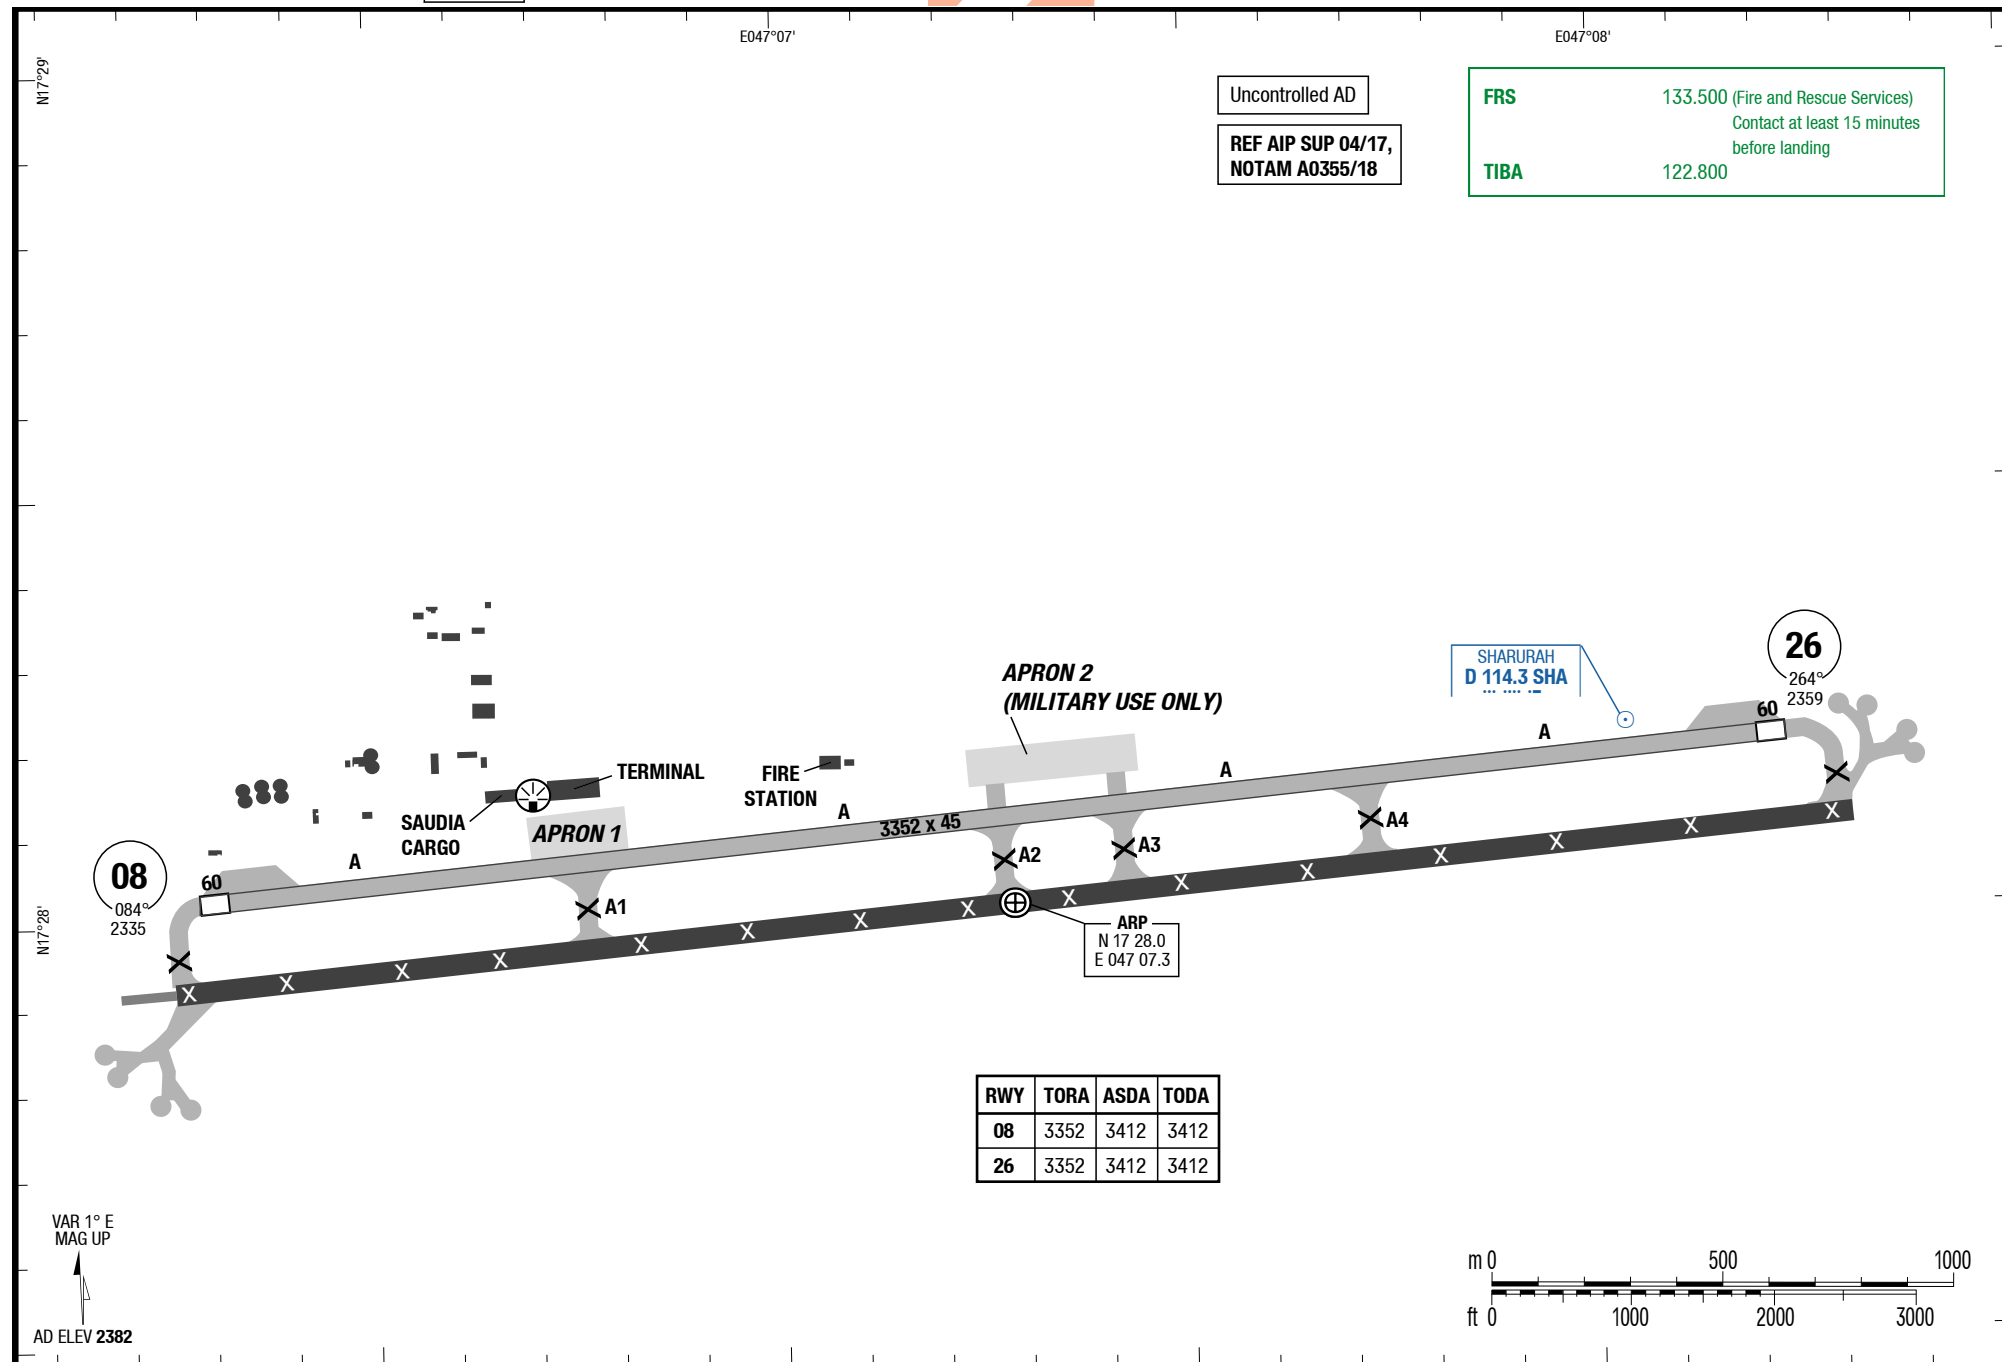 E047°07'
E047°08'
N17°29'
Uncontrolled AD
REF AIP SUP 04/17,
NOTAM A0355/18
FRS 133.500 (Fire and Rescue Services)
Contact at least 15 minutes
before landing
TIBA 122.800
SHARURAH
D 114.3 SHA
26
264°
2359
60
APRON 2
(MILITARY USE ONLY)
A
A
TERMINAL
FIRE
STATION
A
3352 x 45
SAUDIA
CARGO
APRON 1
A
08
084°
2335
60
A1
A2
A3
A4
X X X X X X X X X X X X X X X X
ARP
N 17 28.0
E 047 07.3
N17°28'
RWY TORA ASDA TODA
08 3352 3412 3412
26 3352 3412 3412
VAR 1° E
MAG UP
AD ELEV 2382
m 0 500 1000
ft 0 1000 2000 3000